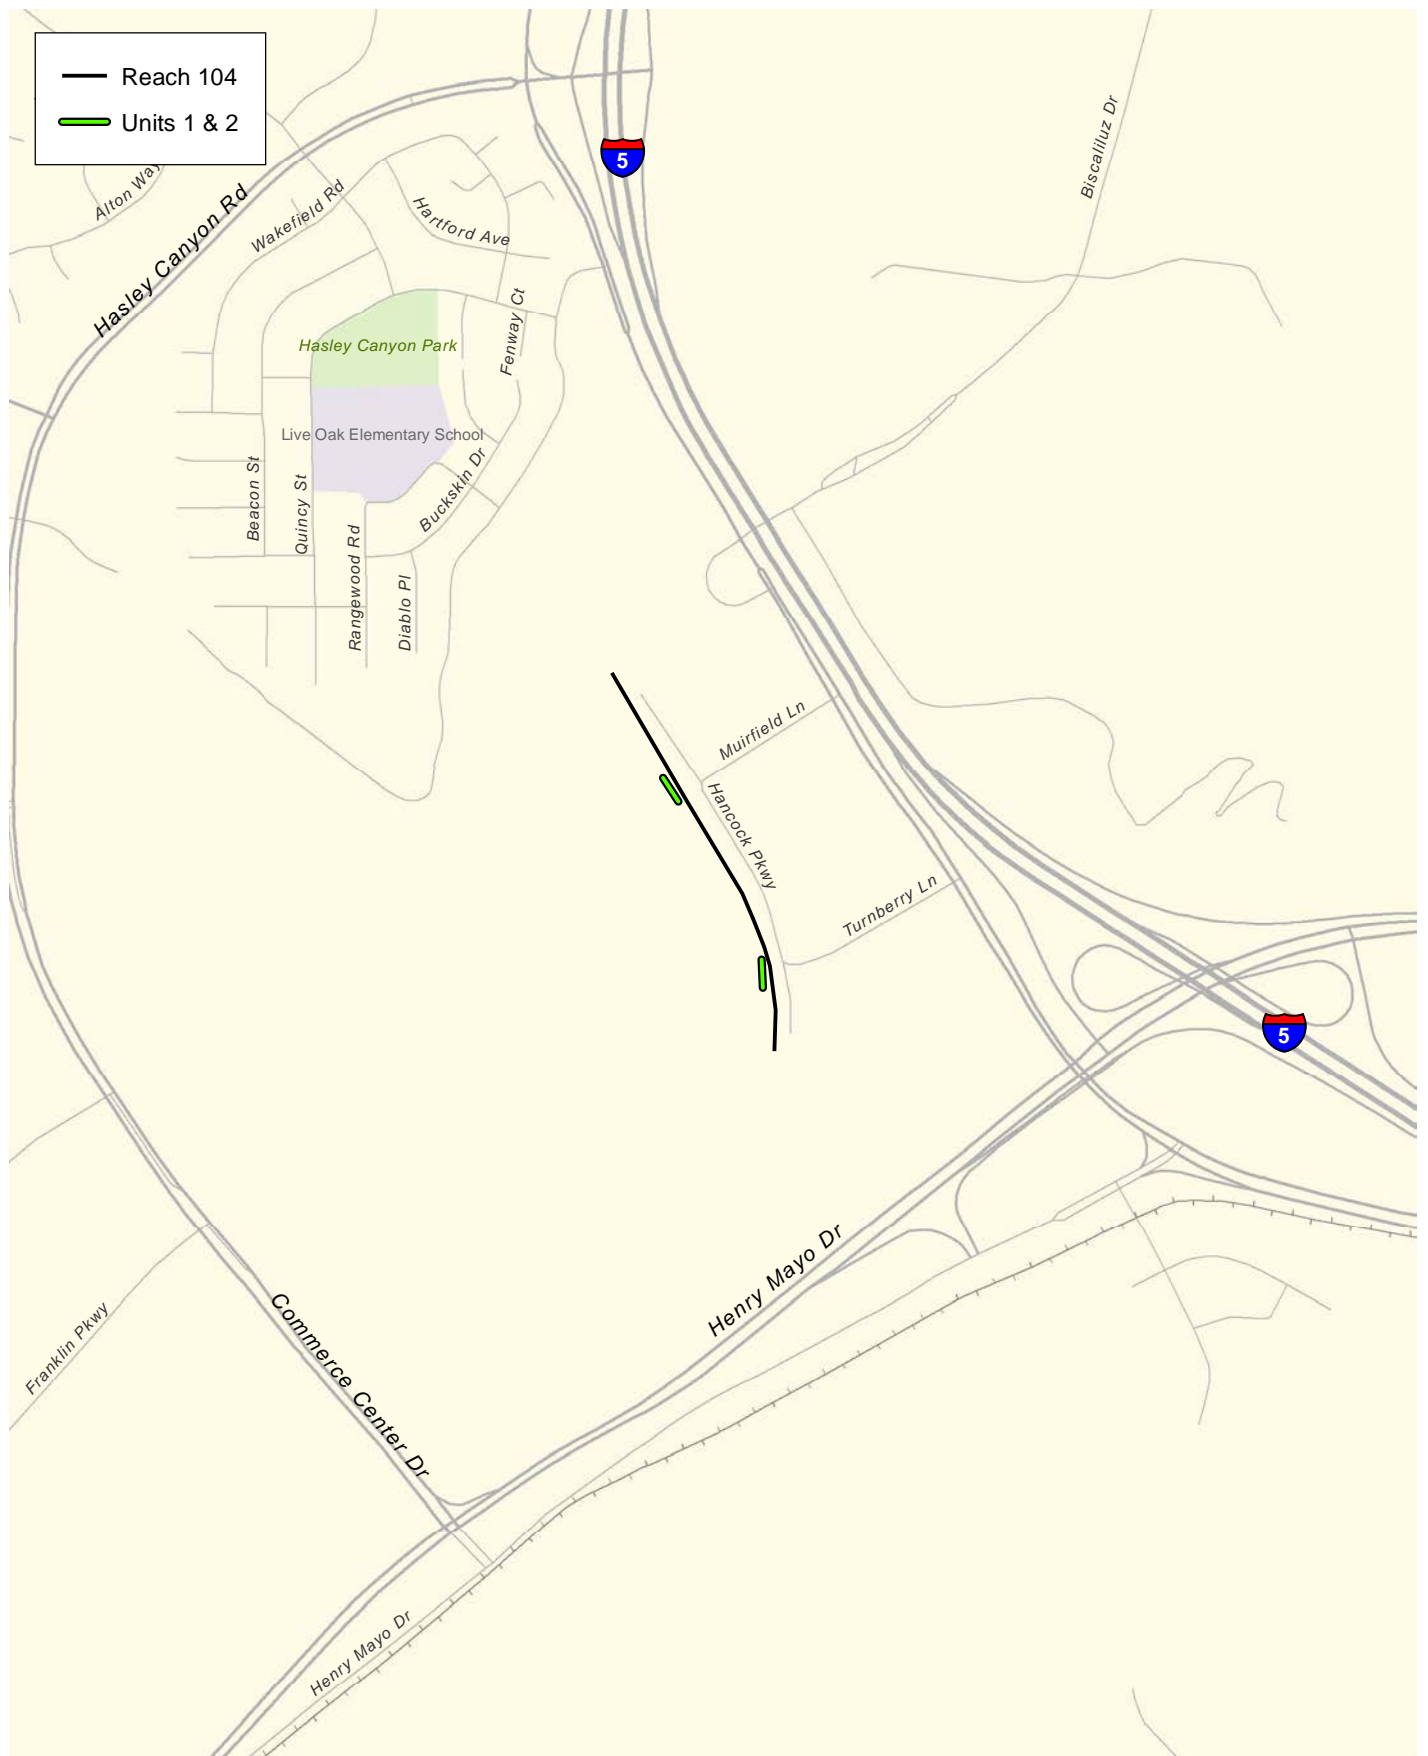 Reach 104
Units 1 & 2
5
Biscailuz Dr
Alton Way
Hasley Canyon Rd
Wakefield Rd
Hartford Ave
Fenway Ct
Hasley Canyon Park
Live Oak Elementary School
Beacon St
Quincy St
Buckskin Dr
Rangewood Rd
Diablo Pl
Muirfield Ln
Hancock Pkwy
Turnberry Ln
5
Henry Mayo Dr
Commerce Center Dr
Franklin Pkwy
Henry Mayo Dr